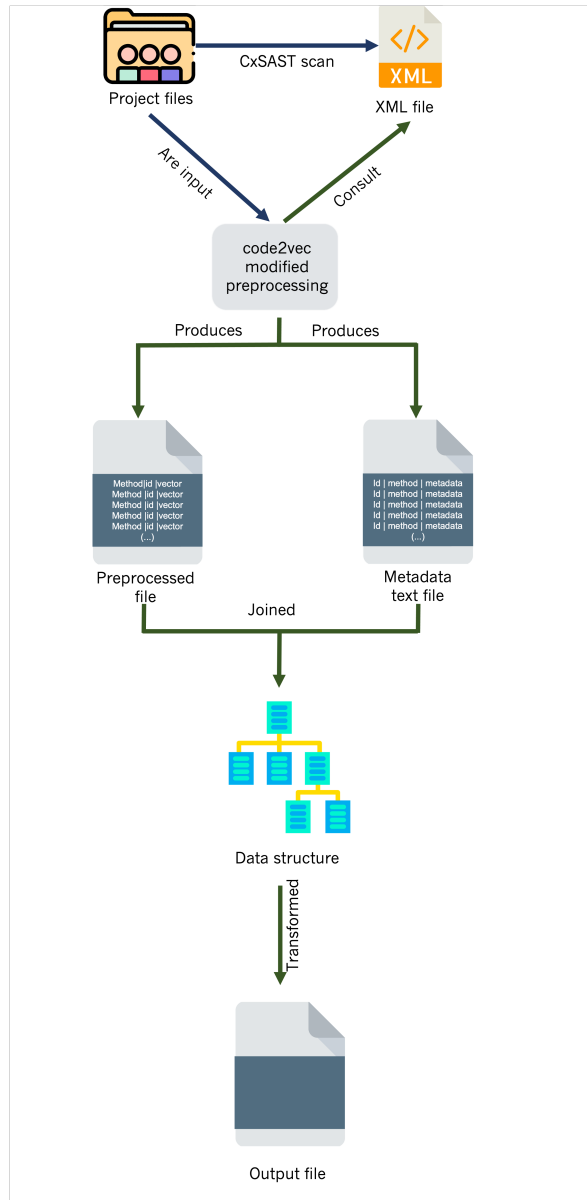 CxSAST scan
</>
XML
Project files
XML file
Are input
Consult
code2vec
modified
preprocessing
Produces
Produces
Method|id |vector
Method |id |vector
Method |id |vector
Method |id |vector
Method |id |vector
(...)
Id | method | metadata
Id | method | metadata
Id | method | metadata
Id | method | metadata
Id | method | metadata
(...)
Preprocessed
file
Metadata
text file
Joined
Data structure
Transformed
Output file